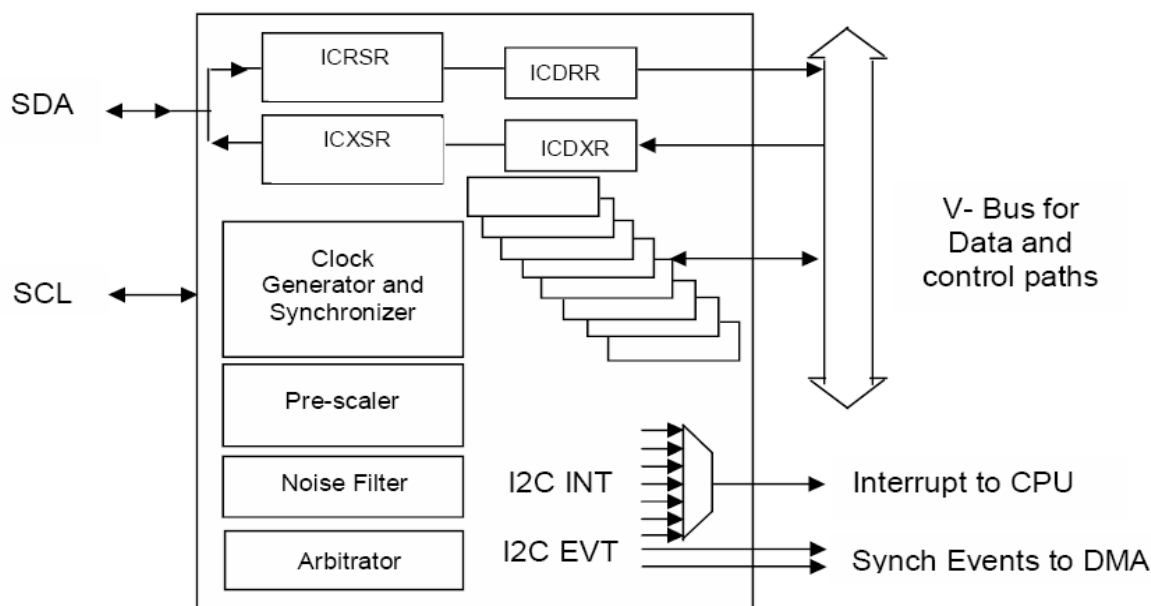 ICRSR
ICDRR
SDA
ICXSR
ICDXR
V- Bus for
Data and
control paths
Clock
Generator and
Synchronizer
SCL
Pre-scaler
Noise Filter
I2C INT
Interrupt to CPU
Arbitrator
I2C EVT
Synch Events to DMA